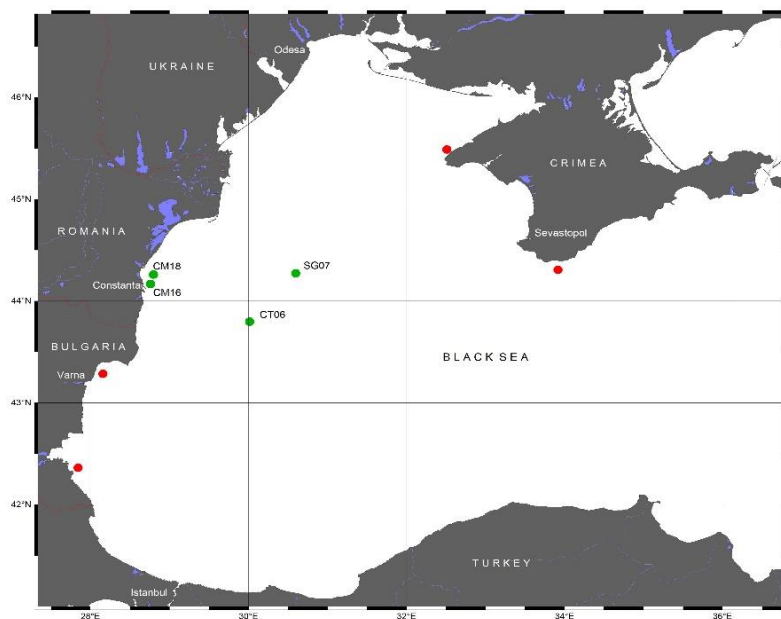 Odesa
UKRAINE
46°N
CRIMEA
45°N
ROMANIA
Sevastopol
CM18
SG07
Constanta
CM16
44°N
CT06
BULGARIA
BLACK SEA
Varna
43°N
42°N
TURKEY
Istanbul
28°E 30°E 32°E 34°E 36°E